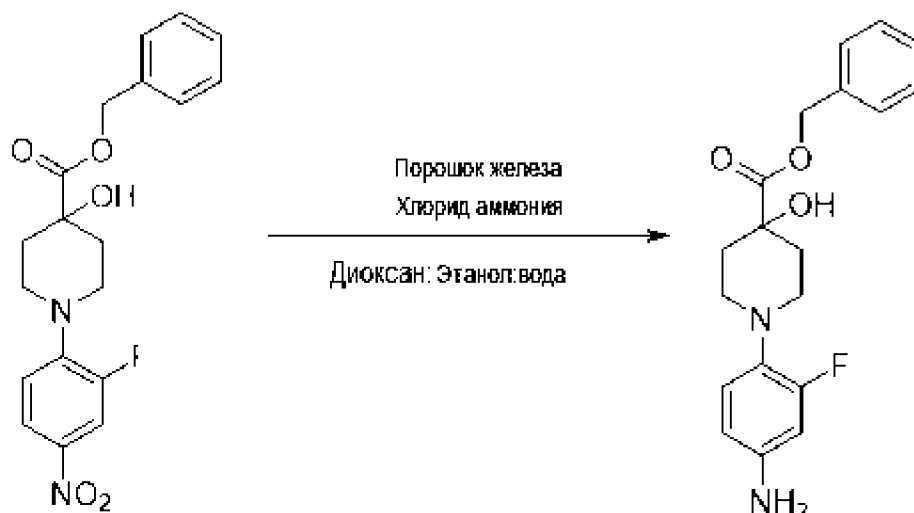 O
O
OH
N
F
NO₂
Порошок железа
Хлорид аммония
Диоксан: Этанол:вода
O
O
OH
N
F
NH₂